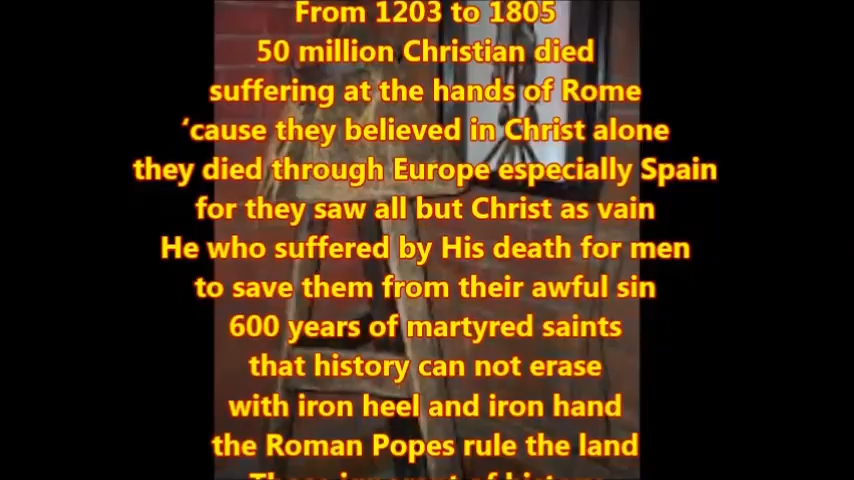 From 1203 to 1805
50 million Christian died
suffering at the hands of Rome
‘cause they believed in Christ alone
they died through Europe especially Spain
for they saw all but Christ as vain
He who suffered by His death for men
to save them from their awful sin
600 years of martyred saints
that history can not erase
with iron heel and iron hand
the Roman Popes rule the land